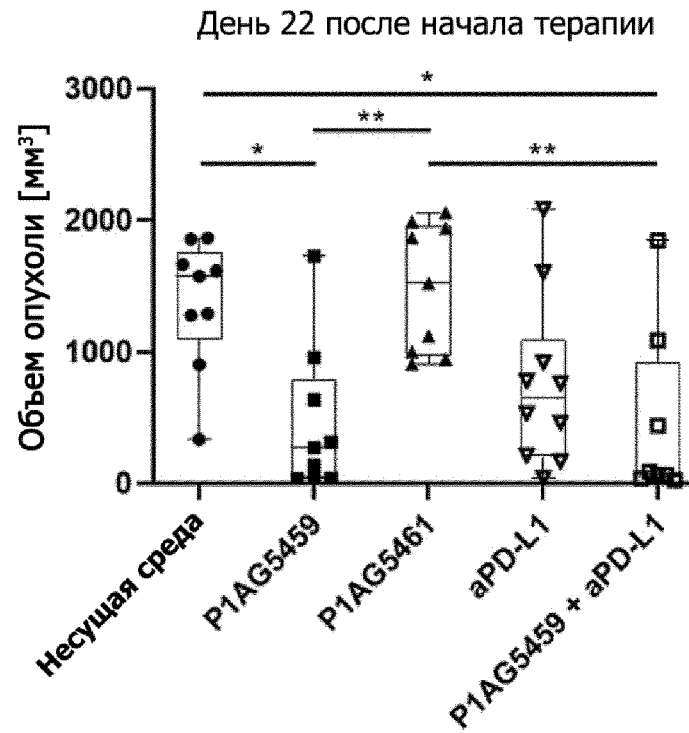 День 22 после начала терапии
Объем опухоли [мм³]
3000
2000
1000
0
*
**
*
**
Несущая среда
P1AG5459
P1AG5461
aPD-L1
P1AG5459 + aPD-L1